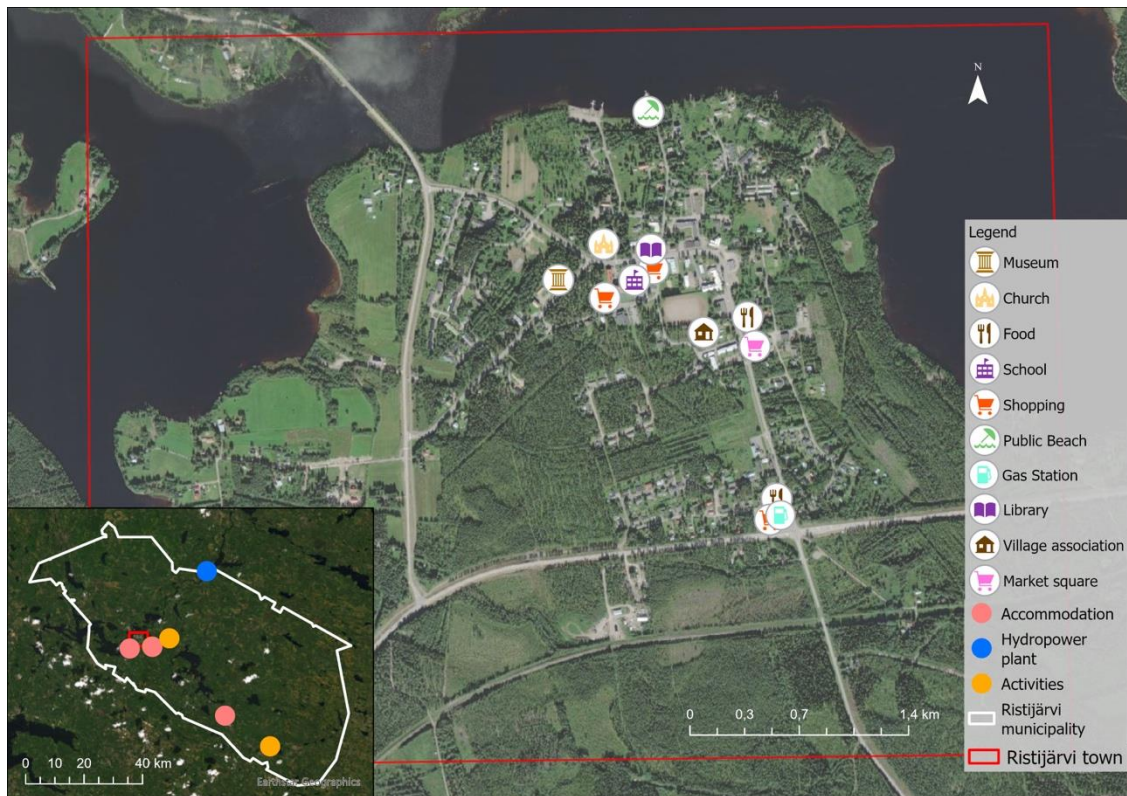 N
Legend
Museum
Church
Food
School
Shopping
Public Beach
Gas Station
Library
Village association
Market square
Accommodation
Hydropower
plant
Activities
Ristijärvi
municipality
Ristijärvi town
0 0,3 0,7 1,4 km
0 10 20 40 km
Earthstar Geographics